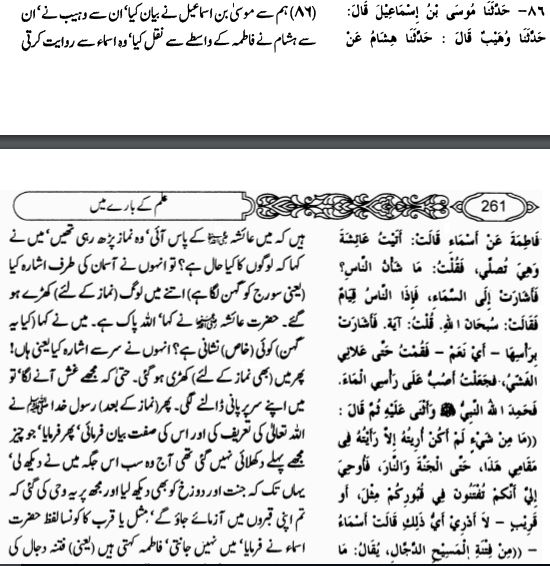 ٨٦- حَدَّثَنَا مُوسَى بْنُ إِسْمَاعِيلَ قَالَ:
حَدَّثَنَا وُهَيْبٌ قَالَ : حَدَّثَنَا هِشَامٌ عَنْ
(٨٦) ہم سے موسیٰ بن اسماعیل نے بیان کیا' ان سے وہیب نے' ان
سے ہشام نے فاطمہ کے واسطے سے نقل کیا' وہ اسماء سے روایت کرتی
261
علم کے بارے میں
فَاطِمَةَ عَنْ أَسْمَاءَ قَالَتْ: أَتَيْتُ عَائِشَةَ
وَهِيَ تُصَلِّي، فَقُلْتُ: مَا شَأْنُ النَّاسِ؟
فَأَشَارَتْ إِلَى السَّمَاءِ، فَإِذَا النَّاسُ قِيَامٌ
فَقَالَتْ: سُبْحَانَ اللهِ. قُلْتُ: آيَة. فَأَشَارَتْ
بِرَأْسِهَا - أَيْ نَعَمْ - فَقُمْتُ حَتَّى عَلاَنِي
الْغَشْيُ، فَجَعَلْتُ أَصُبُّ عَلَى رَأْسِي الْمَاءَ.
فَحَمِدَ اللهَ النَّبِيُّ ﷺ وَأَثْنَى عَلَيْهِ ثُمَّ قَالَ :
((مَا مِنْ شَيْءٍ لَمْ أَكُنْ أُرِيتُهُ إِلاَّ رَأَيْتُهُ فِي
مَقَامِي هَذَا، حَتَّى الْجَنَّةَ وَالنَّارَ، فَأُوحِيَ
إِلَيَّ أَنَّكُمْ تُفْتَنُونَ فِي قُبُورِكُمْ مِثْلَ، أَوْ
قَرِيبَ - لاَ أَدْرِي أَيَّ ذَلِكَ قَالَتْ أَسْمَاءُ
- ((مِنْ فِتْنَةِ الْمَسِيْحِ الدَّجَّالِ، يُقَالُ: مَا
ہیں کہ میں عائشہ رضی اللہ عنہا کے پاس آئی' وہ نماز پڑھ رہی تھیں' میں نے
کہا کہ لوگوں کا کیا حال ہے؟ تو انہوں نے آسمان کی طرف اشارہ کیا
(یعنی سورج کو گہن لگا ہے) اتنے میں لوگ (نماز کے لئے) کھڑے ہو
گئے۔ حضرت عائشہ رضی اللہ عنہا نے کہا' اللہ پاک ہے۔ میں نے کہا (کیا یہ
گہن) کوئی (خاص) نشانی ہے؟ انہوں نے سر سے اشارہ کیا یعنی ہاں!
پھر میں (بھی نماز کے لئے) کھڑی ہو گئی۔ حتیٰ کہ مجھے غش آنے لگا' تو
میں اپنے سر پر پانی ڈالنے لگی۔ پھر (نماز کے بعد) رسول خدا ﷺ نے
اللہ تعالیٰ کی تعریف کی اور اس کی صفت بیان فرمائی' پھر فرمایا' جو چیز
مجھے پہلے دکھلائی نہیں گئی تھی آج وہ سب اس جگہ میں نے دیکھ لی'
یہاں تک کہ جنت اور دوزخ کو بھی دیکھ لیا اور مجھ پر یہ وحی کی گئی کہ
تم اپنی قبروں میں آزمائے جاؤ گے' مثل یا قرب کا کونسا لفظ حضرت
اسماء نے فرمایا' میں نہیں جانتی' فاطمہ کہتی ہیں (یعنی) فتنہ دجال کی